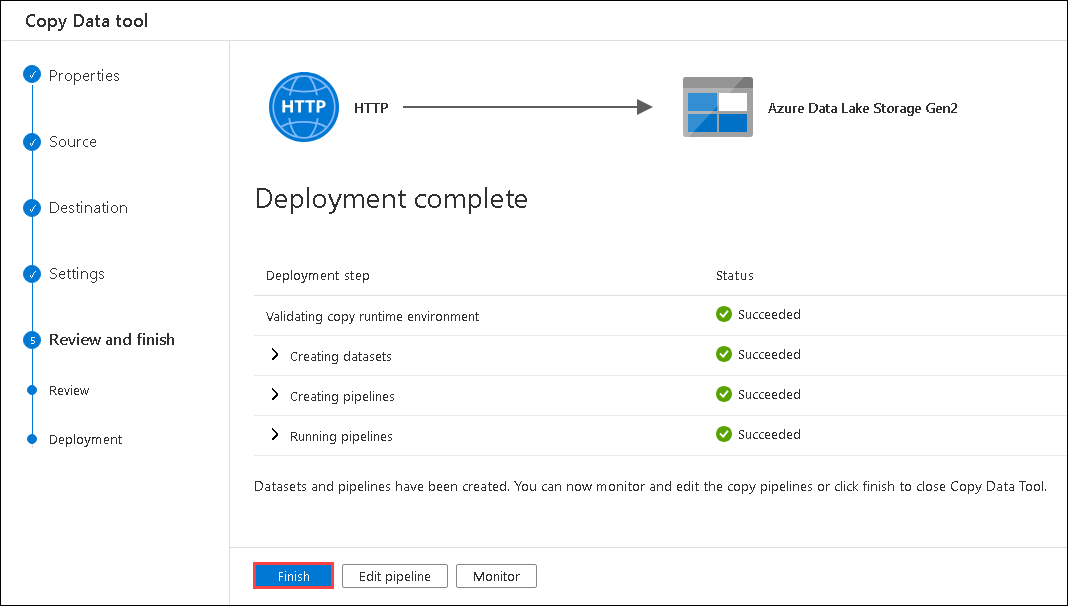 Copy Data tool
Properties
Source
Destination
Settings
5 Review and finish
Review
Deployment
HTTP HTTP Azure Data Lake Storage Gen2
Deployment complete
Deployment step Status
Validating copy runtime environment Succeeded
Creating datasets Succeeded
Creating pipelines Succeeded
Running pipelines Succeeded
Datasets and pipelines have been created. You can now monitor and edit the copy pipelines or click finish to close Copy Data Tool.
Finish Edit pipeline Monitor